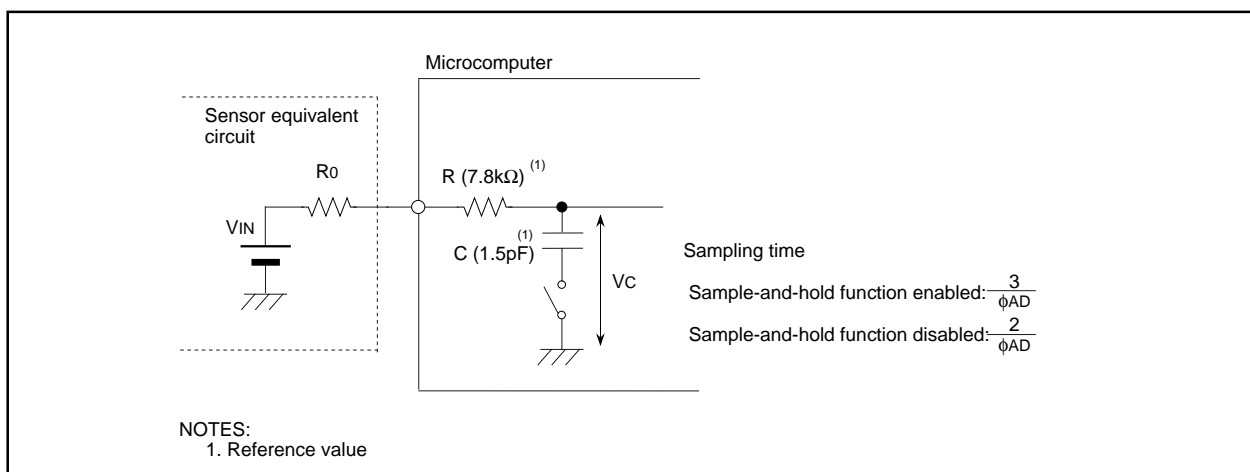 Microcomputer
Sensor equivalent
circuit
R0
R (7.8kΩ) (1)
VIN
C (1.5pF) (1)
VC
Sampling time
Sample-and-hold function enabled: 3/ϕAD
Sample-and-hold function disabled: 2/ϕAD
NOTES:
1. Reference value